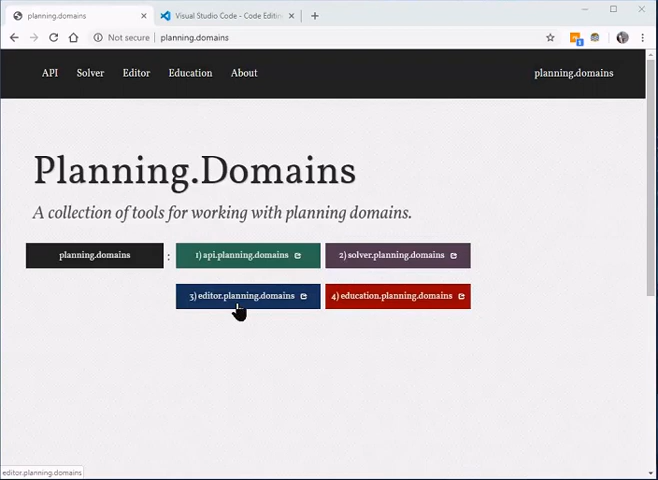 planning.domains
Visual Studio Code - Code Editin
Not secure | planning.domains
API Solver Editor Education About planning.domains
Planning.Domains
A collection of tools for working with planning domains.
planning.domains : 1) api.planning.domains 2) solver.planning.domains
3) editor.planning.domains 4) education.planning.domains
editor.planning.domains